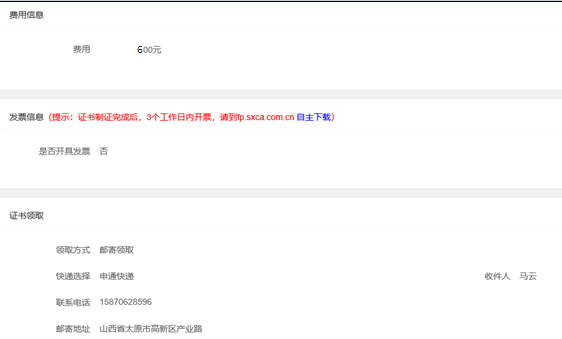 费用信息
费用 600元
发票信息（提示：证书制证完成后，3个工作日内开票，请到fp.sxca.com.cn 自主下载）
是否开具发票 否
证书领取
领取方式 邮寄领取
快递选择 申通快递 收件人 马云
联系电话 15870628596
邮寄地址 山西省太原市高新区产业路